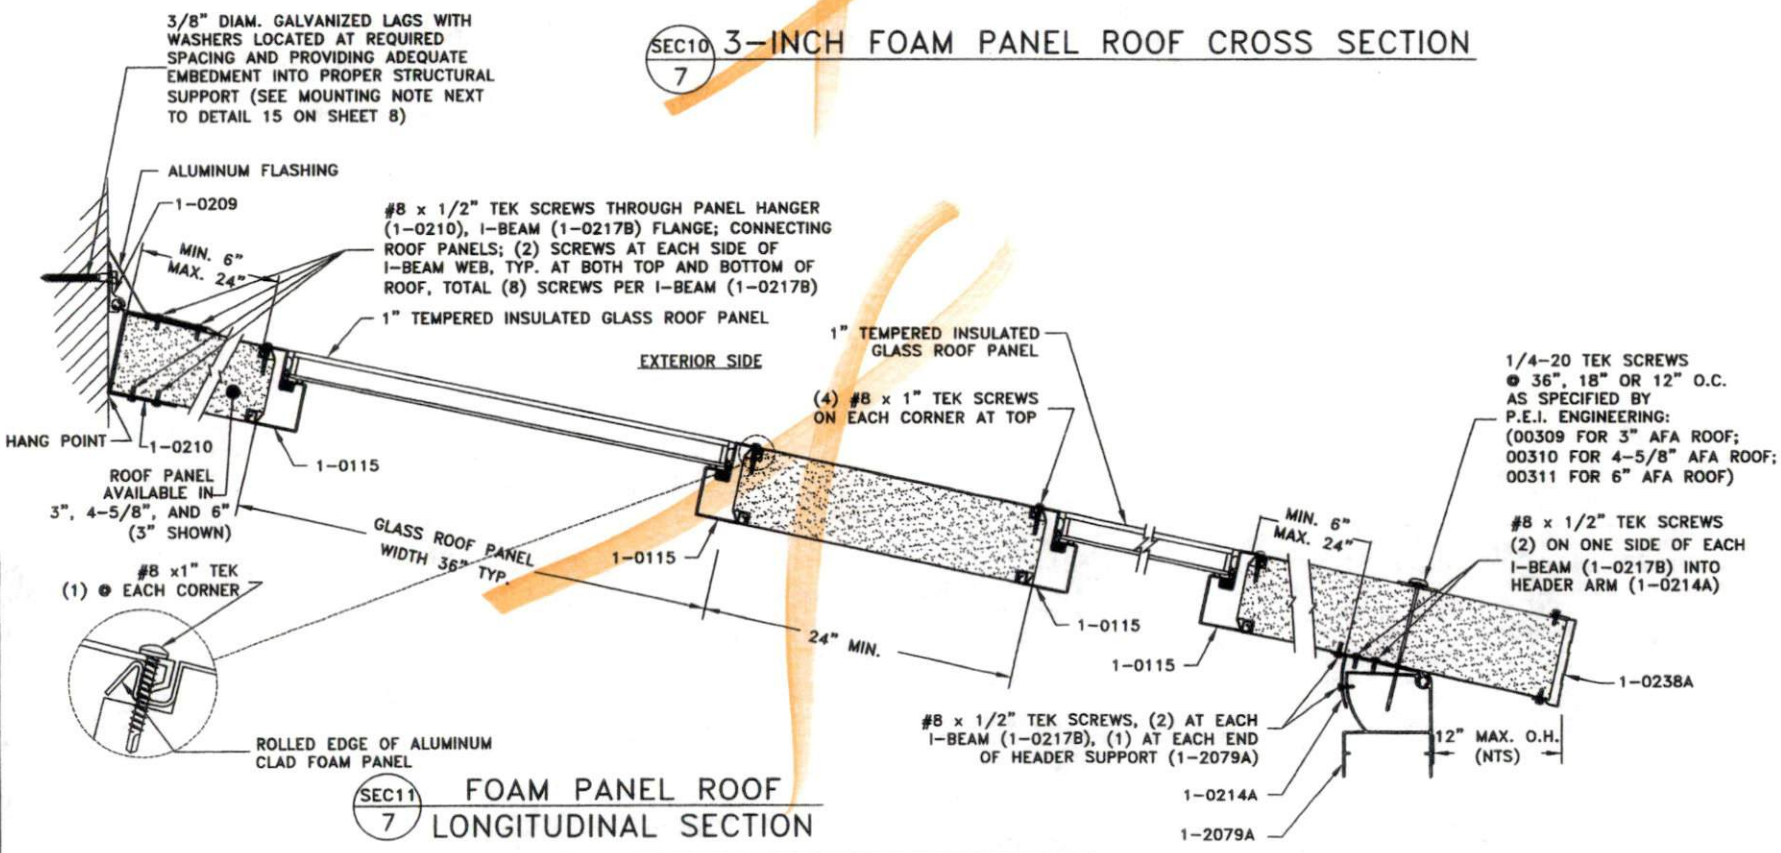 3/8" DIAM. GALVANIZED LAGS WITH
WASHERS LOCATED AT REQUIRED
SPACING AND PROVIDING ADEQUATE
EMBEDMENT INTO PROPER STRUCTURAL
SUPPORT (SEE MOUNTING NOTE NEXT
TO DETAIL 15 ON SHEET 8)
SEC10
7
3-INCH FOAM PANEL ROOF CROSS SECTION
ALUMINUM FLASHING
1-0209
MIN. 6"
MAX. 24"
#8 x 1/2" TEK SCREWS THROUGH PANEL HANGER
(1-0210), I-BEAM (1-0217B) FLANGE; CONNECTING
ROOF PANELS; (2) SCREWS AT EACH SIDE OF
I-BEAM WEB, TYP. AT BOTH TOP AND BOTTOM OF
ROOF, TOTAL (8) SCREWS PER I-BEAM (1-0217B)
1" TEMPERED INSULATED GLASS ROOF PANEL
EXTERIOR SIDE
1" TEMPERED INSULATED
GLASS ROOF PANEL
(4) #8 x 1" TEK SCREWS
ON EACH CORNER AT TOP
1/4-20 TEK SCREWS
@ 36", 18" OR 12" O.C.
AS SPECIFIED BY
P.E.I. ENGINEERING:
(00309 FOR 3" AFA ROOF;
00310 FOR 4-5/8" AFA ROOF;
00311 FOR 6" AFA ROOF)
HANG POINT
1-0210
1-0115
ROOF PANEL
AVAILABLE IN
3", 4-5/8", AND 6"
(3" SHOWN)
GLASS ROOF PANEL
WIDTH 36" TYP.
1-0115
MIN. 6"
MAX. 24"
#8 x 1/2" TEK SCREWS
(2) ON ONE SIDE OF EACH
I-BEAM (1-0217B) INTO
HEADER ARM (1-0214A)
#8 x1" TEK
(1) @ EACH CORNER
24" MIN.
1-0115
1-0115
1-0238A
#8 x 1/2" TEK SCREWS, (2) AT EACH
I-BEAM (1-0217B), (1) AT EACH END
OF HEADER SUPPORT (1-2079A)
12" MAX. O.H.
(NTS)
ROLLED EDGE OF ALUMINUM
CLAD FOAM PANEL
1-0214A
1-2079A
SEC11
7
FOAM PANEL ROOF
LONGITUDINAL SECTION